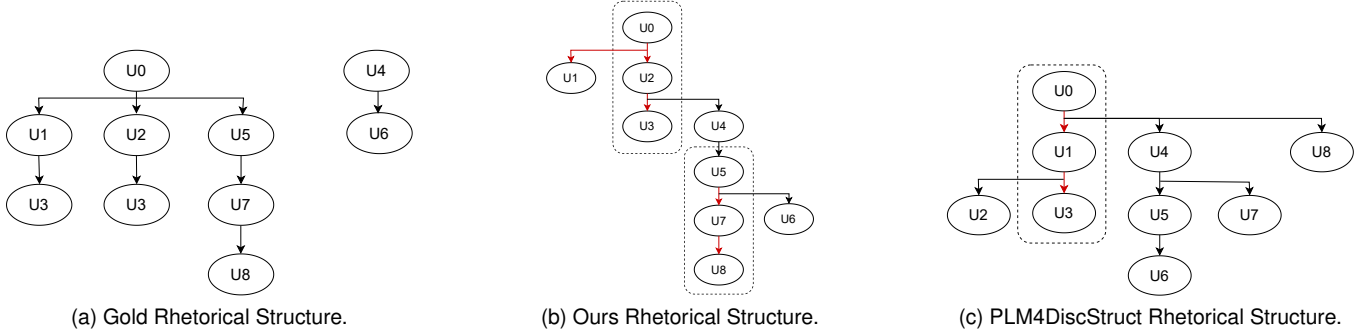 U0
U1
U2
U5
U3
U3
U7
U8
U4
U6
(a) Gold Rhetorical Structure.
U0
U1
U2
U3
U4
U5
U7
U6
U8
(b) Ours Rhetorical Structure.
U0
U1
U4
U8
U2
U3
U5
U7
U6
(c) PLM4DiscStruct Rhetorical Structure.